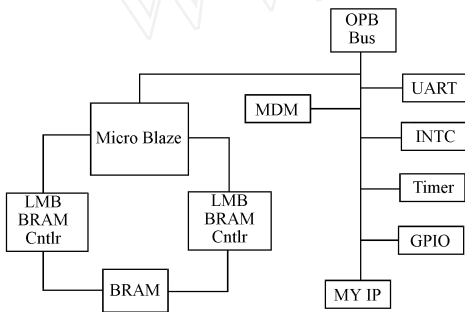 OPB
Bus
UART
MDM
Micro Blaze
INTC
LMB
BRAM
Cntlr
LMB
BRAM
Cntlr
Timer
GPIO
BRAM
MY IP